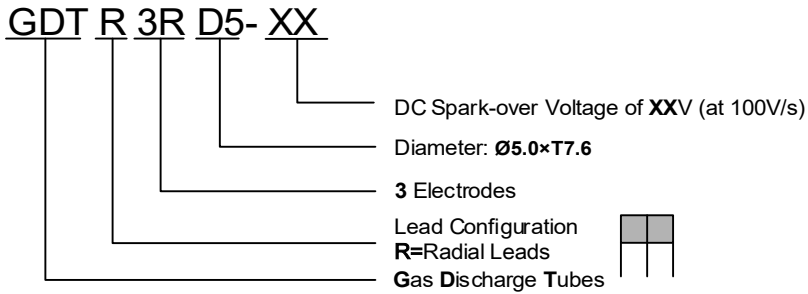 GDT R 3R D5- XX
DC Spark-over Voltage of XXV (at 100V/s)
Diameter: Ø5.0×T7.6
3 Electrodes
Lead Configuration
R=Radial Leads
Gas Discharge Tubes